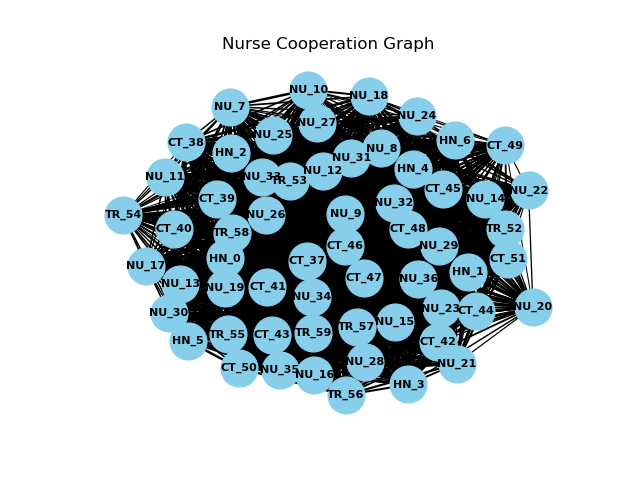 Nurse Cooperation Graph
NU_10
NU_18
NU_7
NU_24
NU_27
NU_25
HN_6
CT_38
CT_49
NU_8
HN_2
NU_31
HN_4
NU_12
NU_11
NU_33
TR_53
CT_45
NU_22
CT_39
NU_14
NU_32
TR_54
NU_26
NU_9
CT_40
CT_48
TR_52
TR_58
CT_46
NU_29
HN_0
CT_51
CT_37
NU_17
HN_1
CT_47
NU_36
NU_13
NU_19
CT_41
NU_34
NU_20
NU_23
CT_44
NU_30
NU_15
TR_57
TR_55
CT_43
TR_59
HN_5
CT_42
NU_28
NU_21
CT_50
NU_35
NU_16
HN_3
TR_56